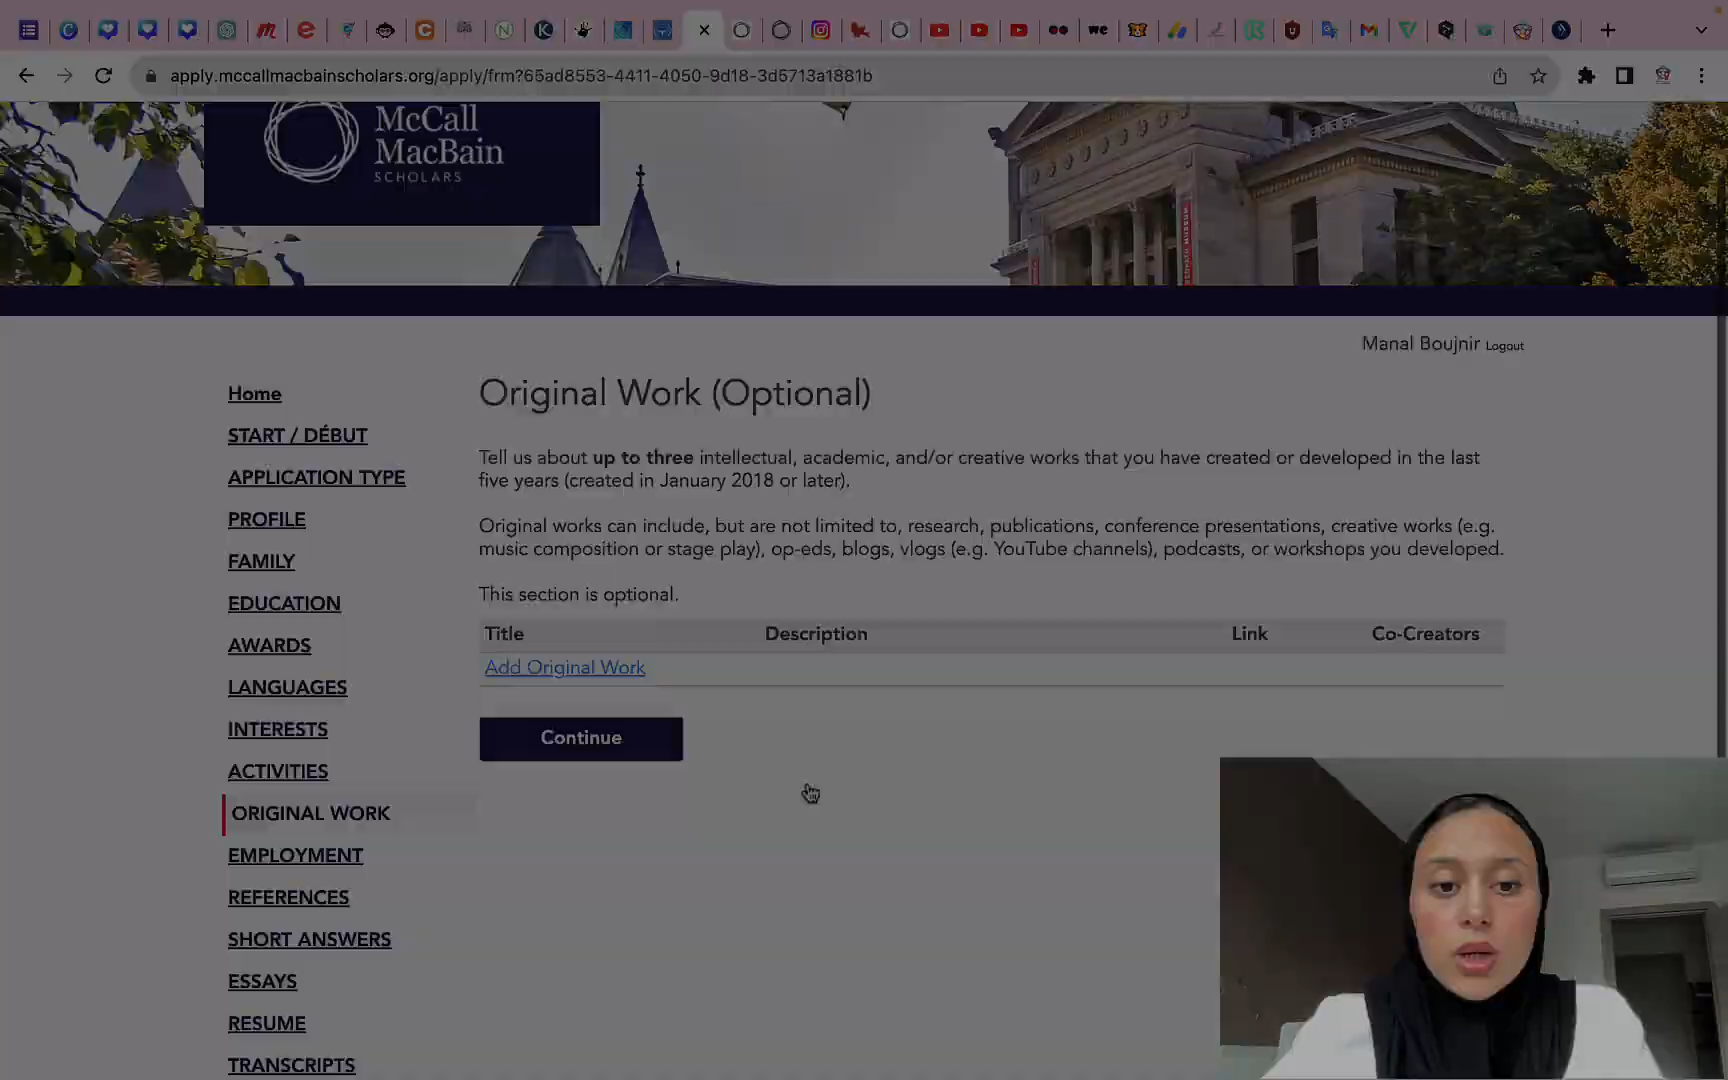 apply.mccallmacbainscholars.org/apply/frm?65ad8553-4411-4050-9d18-3d5713a1881b
McCall
MacBain
SCHOLARS
Manal Boujnir Logout
Home
START / DÉBUT
APPLICATION TYPE
PROFILE
FAMILY
EDUCATION
AWARDS
LANGUAGES
INTERESTS
ACTIVITIES
ORIGINAL WORK
EMPLOYMENT
REFERENCES
SHORT ANSWERS
ESSAYS
RESUME
TRANSCRIPTS
Original Work (Optional)
Tell us about up to three intellectual, academic, and/or creative works that you have created or developed in the last
five years (created in January 2018 or later).
Original works can include, but are not limited to, research, publications, conference presentations, creative works (e.g.
music composition or stage play), op-eds, blogs, vlogs (e.g. YouTube channels), podcasts, or workshops you developed.
This section is optional.
Title Description Link Co-Creators
Add Original Work
Continue